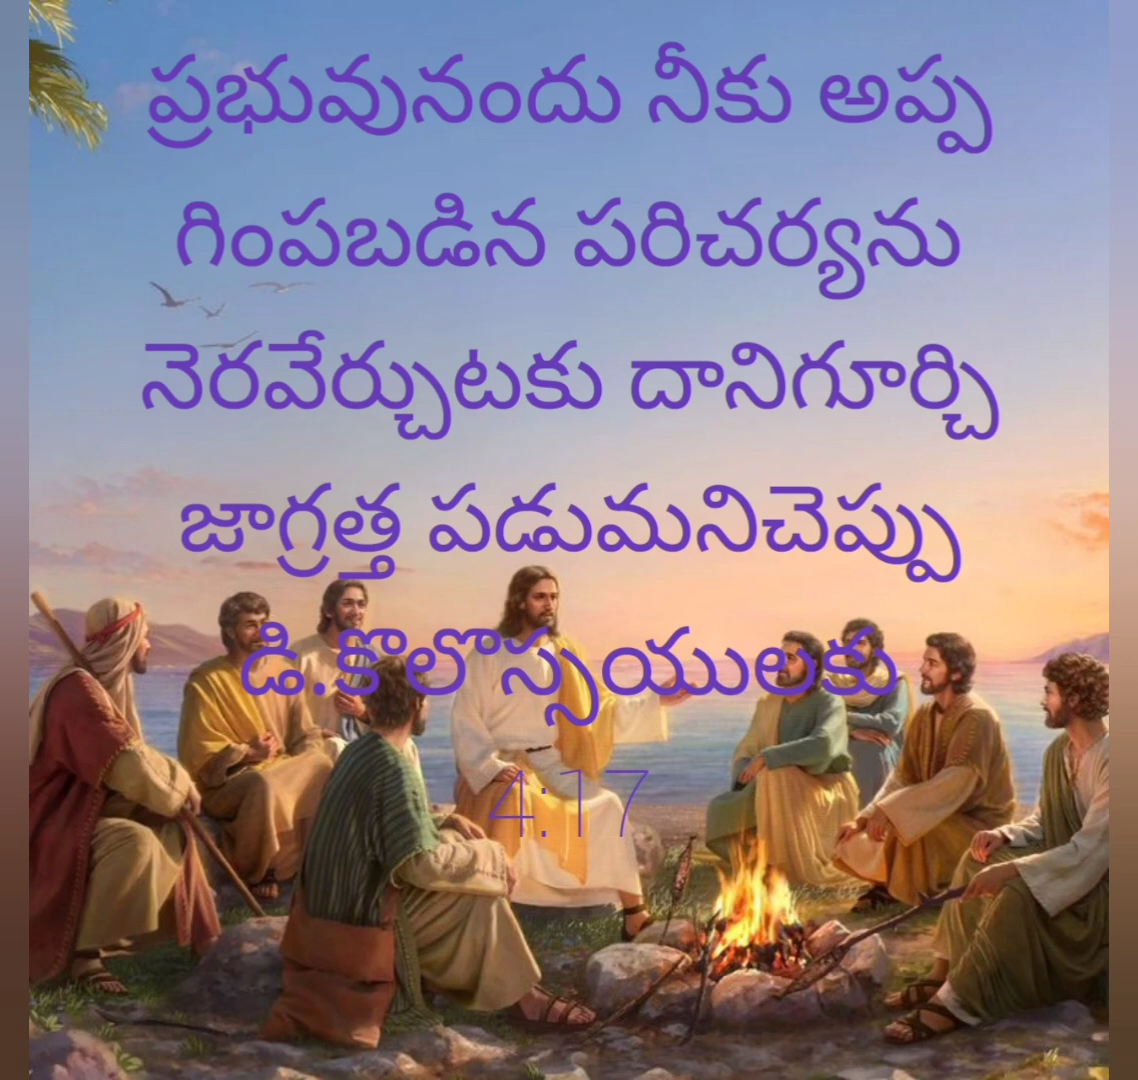 ప్రభువునందు నీకు అప్ప
గింపబడిన పరిచర్యను
నెరవేర్చుటకు దానిగూర్చి
జాగ్రత్త పడుమనిచెప్పు
డి.కొలొస్సయులకు
4:17